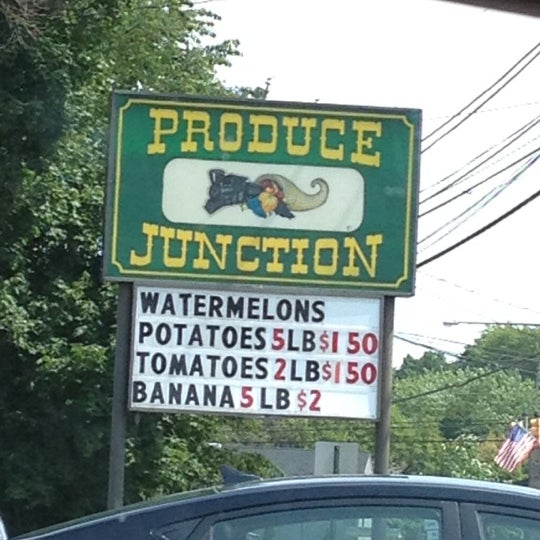 PRODUCE
JUNCTION
WATERMELONS
POTATOES 5LB $1 50
TOMATOES 2LB $1 50
BANANA 5 LB $2